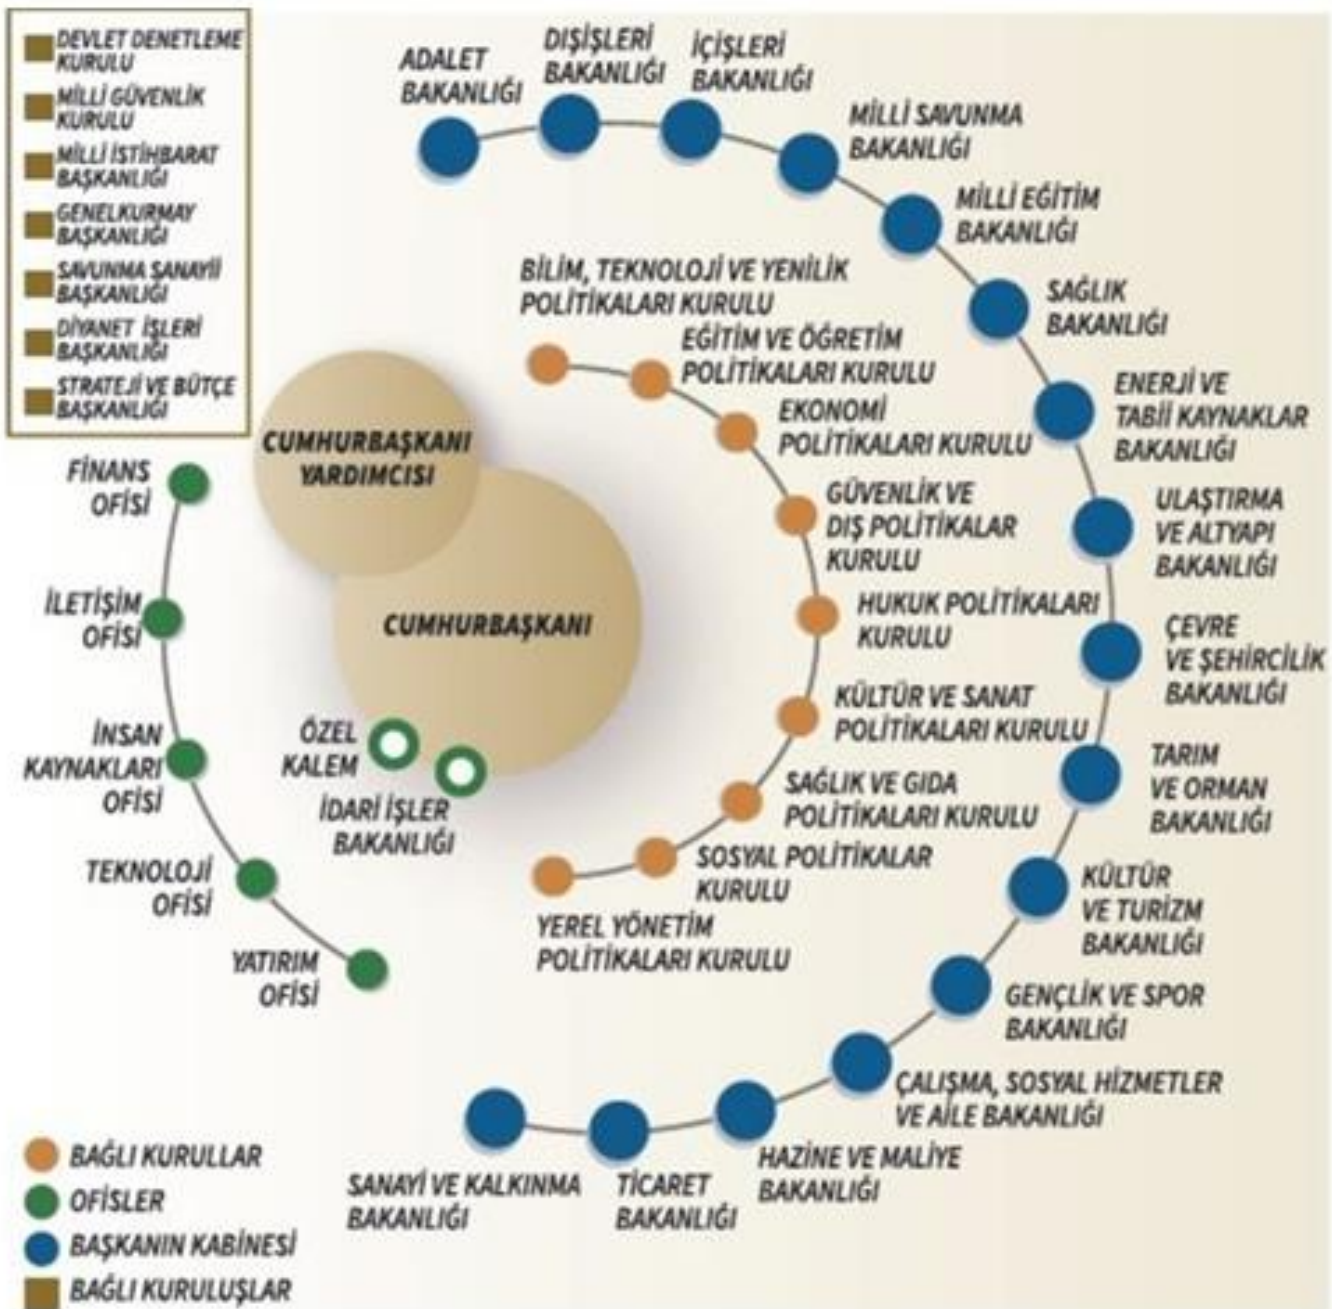 DEVLET DENETLEME
KURULU
MİLLİ GÜVENLİK
KURULU
MİLLİ İSTİHBARAT
BAŞKANLIĞI
GENELKURMAY
BAŞKANLIĞI
SAVUNMA SANAYİİ
BAŞKANLIĞI
DİYANET İŞLERİ
BAŞKANLIĞI
STRATEJİ VE BÜTÇE
BAŞKANLIĞI
ADALET
BAKANLIĞI
DIŞİŞLERİ
BAKANLIĞI
İÇİŞLERİ
BAKANLIĞI
MİLLİ SAVUNMA
BAKANLIĞI
MİLLİ EĞİTİM
BAKANLIĞI
SAĞLIK
BAKANLIĞI
ENERJİ VE
TABİİ KAYNAKLAR
BAKANLIĞI
ULAŞTIRMA
VE ALTYAPI
BAKANLIĞI
ÇEVRE
VE ŞEHİRCİLİK
BAKANLIĞI
TARIM
VE ORMAN
BAKANLIĞI
KÜLTÜR
VE TURİZM
BAKANLIĞI
GENÇLİK VE SPOR
BAKANLIĞI
ÇALIŞMA, SOSYAL HİZMETLER
VE AİLE BAKANLIĞI
HAZİNE VE MALİYE
BAKANLIĞI
TİCARET
BAKANLIĞI
SANAYİ VE KALKINMA
BAKANLIĞI
BİLİM, TEKNOLOJİ VE YENİLİK
POLİTİKALARI KURULU
EĞİTİM VE ÖĞRETİM
POLİTİKALARI KURULU
EKONOMİ
POLİTİKALARI KURULU
GÜVENLİK VE
DIŞ POLİTİKALAR
KURULU
HUKUK POLİTİKALARI
KURULU
KÜLTÜR VE SANAT
POLİTİKALARI KURULU
SAĞLIK VE GIDA
POLİTİKALARI KURULU
SOSYAL POLİTİKALAR
KURULU
YEREL YÖNETİM
POLİTİKALARI KURULU
CUMHURBAŞKANI
YARDIMCISI
CUMHURBAŞKANI
ÖZEL
KALEM
İDARİ İŞLER
BAKANLIĞI
FİNANS
OFİSİ
İLETİŞİM
OFİSİ
İNSAN
KAYNAKLARI
OFİSİ
TEKNOLOJİ
OFİSİ
YATIRIM
OFİSİ
BAĞLI KURULLAR
OFİSLER
BAŞKANIN KABİNESİ
BAĞLI KURULUŞLAR